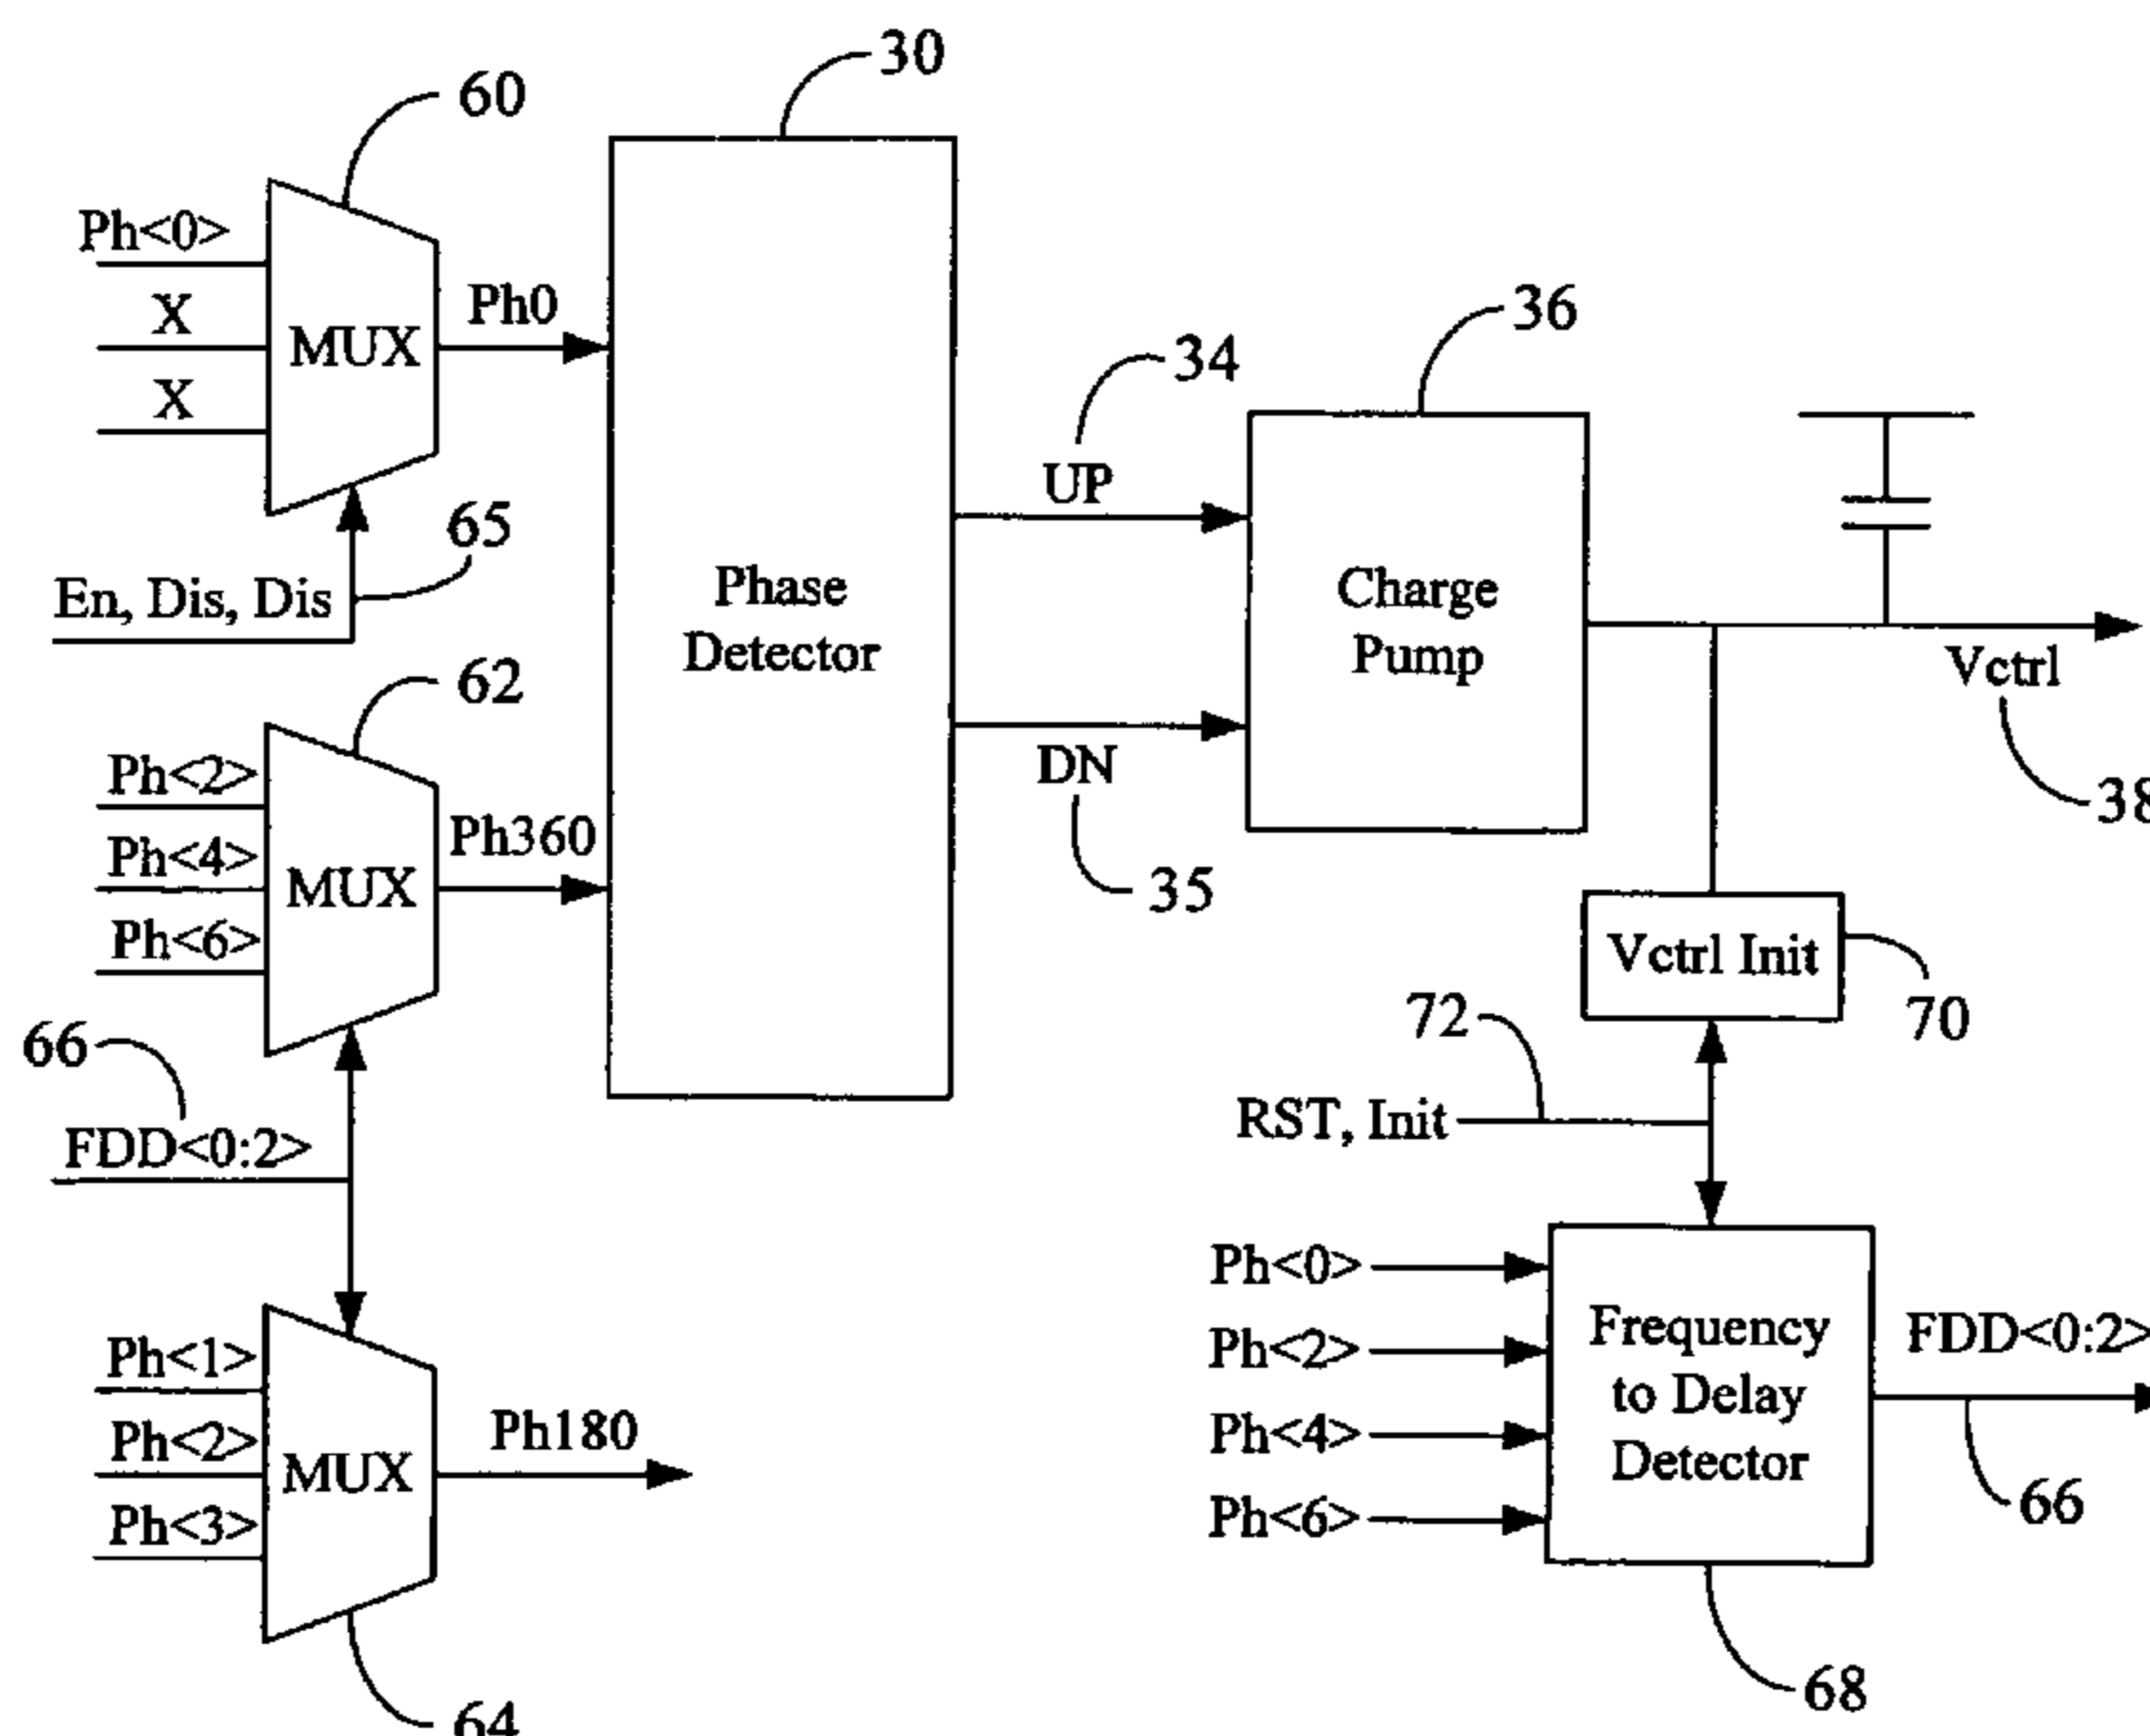 30
60
Ph<0>
X
X
MUX
Ph0
En, Dis, Dis
65
34
UP
36
Phase
Detector
Charge
Pump
Vctrl
38
62
Ph<2>
Ph<4>
Ph<6>
MUX
Ph360
DN
35
66
FDD<0:2>
Vctrl Init
70
72
RST, Init
Ph<1>
Ph<2>
Ph<3>
MUX
Ph180
64
Ph<0>
Ph<2>
Ph<4>
Ph<6>
Frequency
to Delay
Detector
FDD<0:2>
66
68